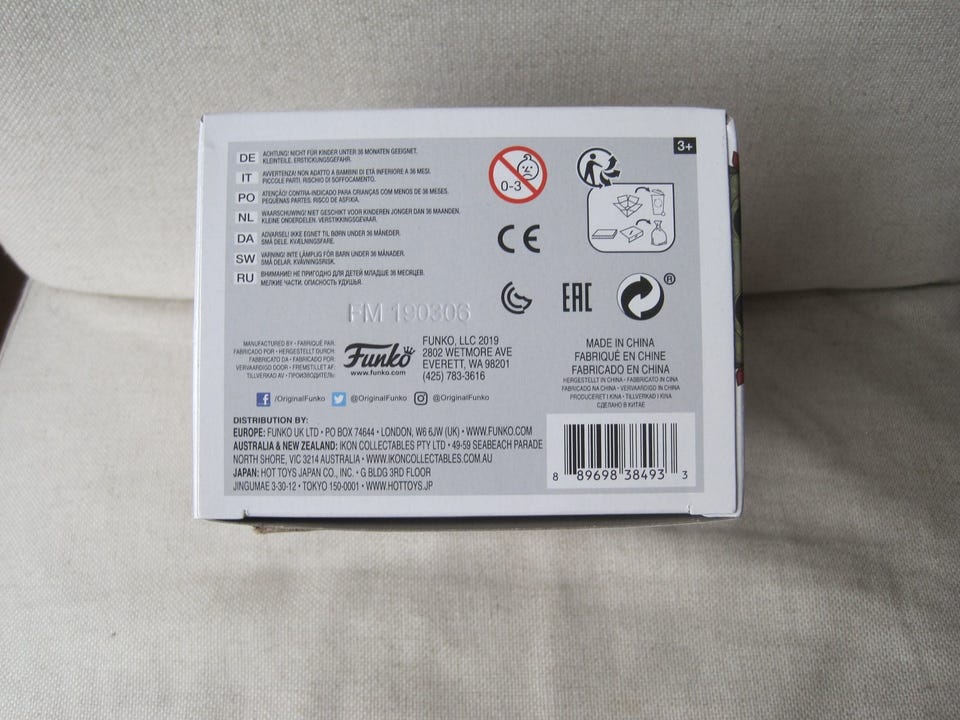 3+
DE ACHTUNG! NICHT FÜR KINDER UNTER 36 MONATEN GEEIGNET.
KLEINTEILE. ERSTICKUNGSGEFAHR.
IT AVVERTENZA! NON ADATTO A BAMBINI DI ETÀ INFERIORE A 36 MESI.
PICCOLE PARTI. RISCHIO DI SOFFOCAMENTO.
PO ATENÇÃO! CONTRA-INDICADO PARA CRIANÇAS COM MENOS DE 36 MESES.
PEQUENAS PARTES. RISCO DE ASFIXIA.
NL WAARSCHUWING! NIET GESCHIKT VOOR KINDEREN JONGER DAN 36 MAANDEN.
KLEINE ONDERDELEN. VERSTIKKINGSGEVAAR.
DA ADVARSEL! IKKE EGNET TIL BØRN UNDER 36 MÅNEDER.
SMÅ DELE. KVÆLNINGSFARE.
SW VARNING! INTE LÄMPLIG FÖR BARN UNDER 36 MÅNADER.
SMÅ DELAR. KVÄVNINGSRISK.
RU ВНИМАНИЕ! НЕ ПРИГОДНО ДЛЯ ДЕТЕЙ МЛАДШЕ 36 МЕСЯЦЕВ.
МЕЛКИЕ ЧАСТИ. ОПАСНОСТЬ УДУШЬЯ.
0-3
CE
EAC
®
FM 190306
MANUFACTURED BY • FABRIQUÉ PAR:
FABRICADO POR • HERGESTELLT DURCH:
FABBRICATO DA • FABRICADO POR:
VERVAARDIGD DOOR • FREMSTILLET AF:
TILLVERKAD AV • ПРОИЗВОДИТЕЛЬ:
Funko
www.funko.com
FUNKO, LLC 2019
2802 WETMORE AVE
EVERETT, WA 98201
(425) 783-3616
MADE IN CHINA
FABRIQUÉ EN CHINE
FABRICADO EN CHINA
HERGESTELLT IN CHINA • FABBRICATO IN CINA
FABRICADO NA CHINA • VERVAARDIGD IN CHINA
PRODUCERET I KINA • TILLVERKAD I KINA
СДЕЛАНО В КИТАЕ
/OriginalFunko @OriginalFunko @OriginalFunko
DISTRIBUTION BY:
EUROPE: FUNKO UK LTD • PO BOX 74644 • LONDON, W6 6JW (UK) • WWW.FUNKO.COM
AUSTRALIA & NEW ZEALAND: IKON COLLECTABLES PTY LTD • 49-59 SEABEACH PARADE
NORTH SHORE, VIC 3214 AUSTRALIA • WWW.IKONCOLLECTABLES.COM.AU
JAPAN: HOT TOYS JAPAN CO., INC. • G BLDG 3RD FLOOR
JINGUMAE 3-30-12 • TOKYO 150-0001 • WWW.HOTTOYS.JP
8 89698 38493 3